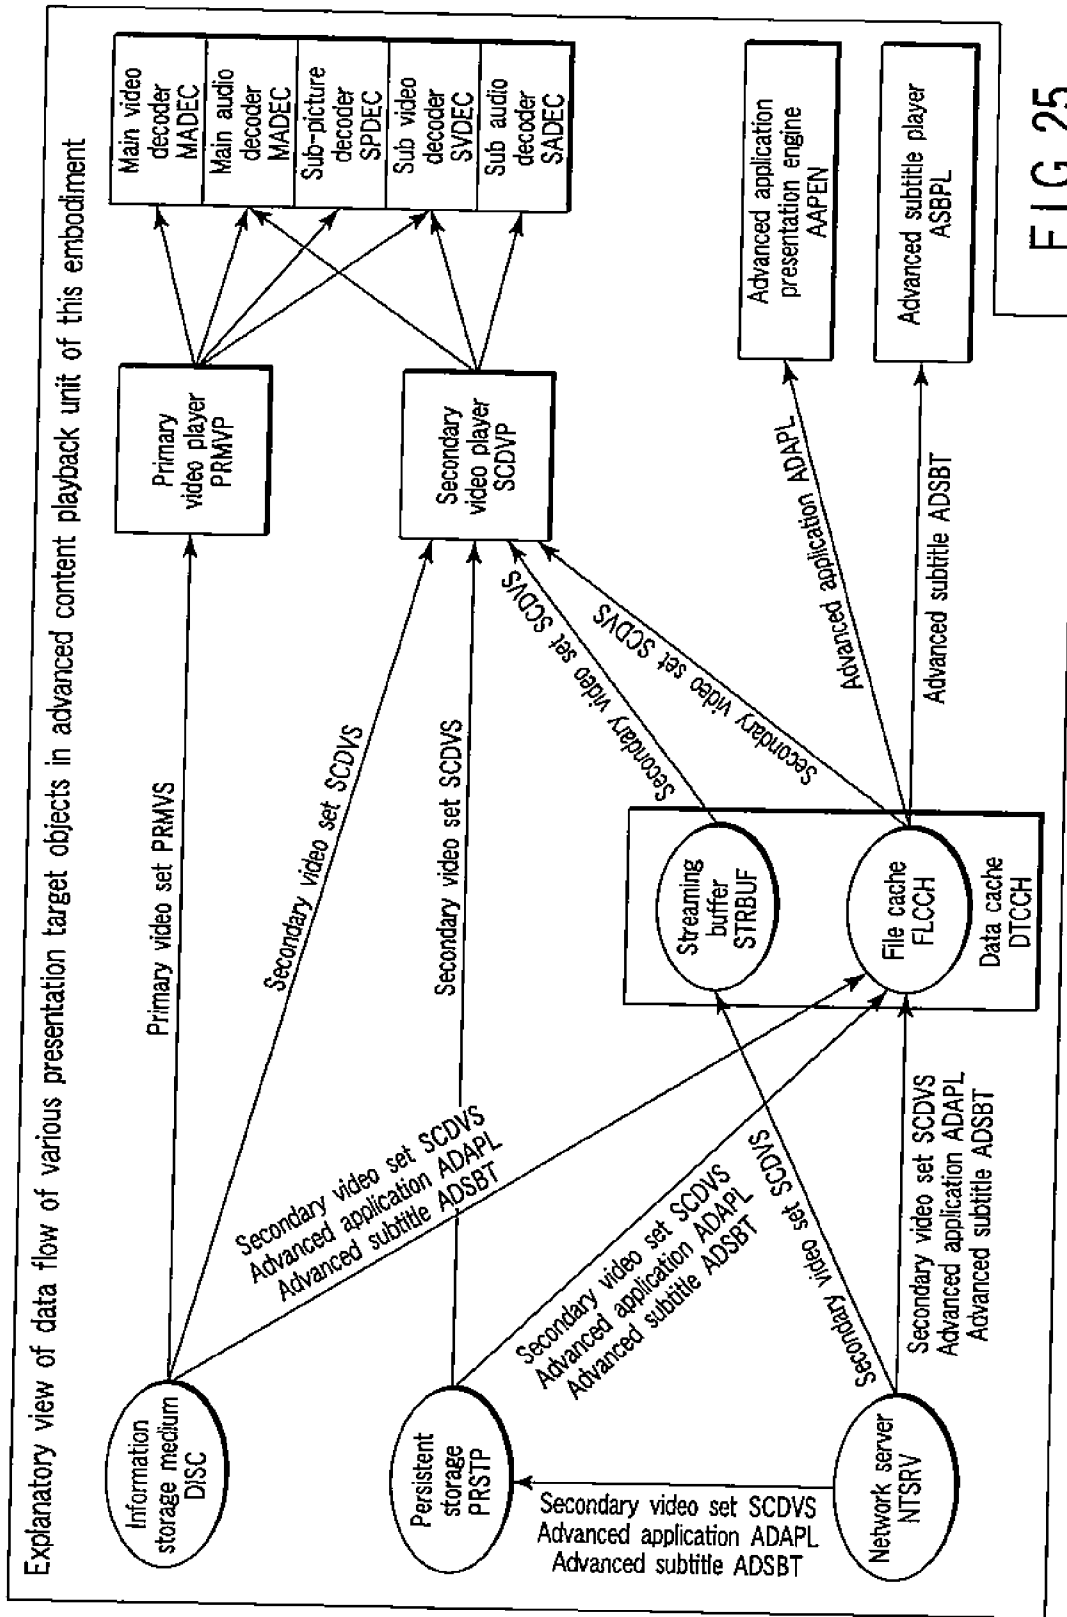 Explanatory view of data flow of various presentation target objects in advanced content playback unit of this embodiment
Information
storage medium
DISC
Persistent
storage
PRSTP
Network server
NTSRV
Primary video set PRMVS
Secondary video set SCDVS
Secondary video set SCDVS
Advanced application ADAPL
Advanced subtitle ADSBT
Secondary video set SCDVS
Secondary video set SCDVS
Advanced application ADAPL
Advanced subtitle ADSBT
Secondary video set SCDVS
Advanced application ADAPL
Advanced subtitle ADSBT
Secondary video set SCDVS
Secondary video set SCDVS
Advanced application ADAPL
Advanced subtitle ADSBT
Streaming
buffer
STRBUF
File cache
FLCCH
Data cache
DTCCH
Secondary video set SCDVS
Secondary video set SCDVS
Advanced application ADAPL
Advanced subtitle ADSBT
Primary
video player
PRMVP
Secondary
video player
SCDVP
Main video
decoder
MADEC
Main audio
decoder
MADEC
Sub-picture
decoder
SPDEC
Sub video
decoder
SVDEC
Sub audio
decoder
SADEC
Advanced application
presentation engine
AAPEN
Advanced subtitle player
ASBPL
FIG. 25